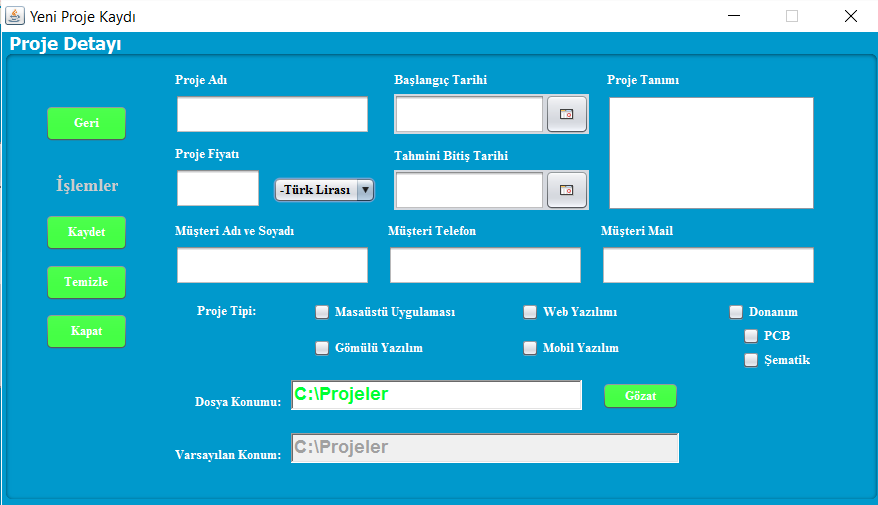 Yeni Proje Kaydı
Proje Detayı
Proje Adı
Başlangıç Tarihi
Proje Tanımı
Geri
Proje Fiyatı
Tahmini Bitiş Tarihi
-Türk Lirası
İşlemler
Kaydet
Müşteri Adı ve Soyadı
Müşteri Telefon
Müşteri Mail
Temizle
Proje Tipi:
Masaüstü Uygulaması
Web Yazılımı
Donanım
Kapat
PCB
Gömülü Yazılım
Mobil Yazılım
Şematik
Dosya Konumu:
C:\Projeler
Gözat
Varsayılan Konum:
C:\Projeler